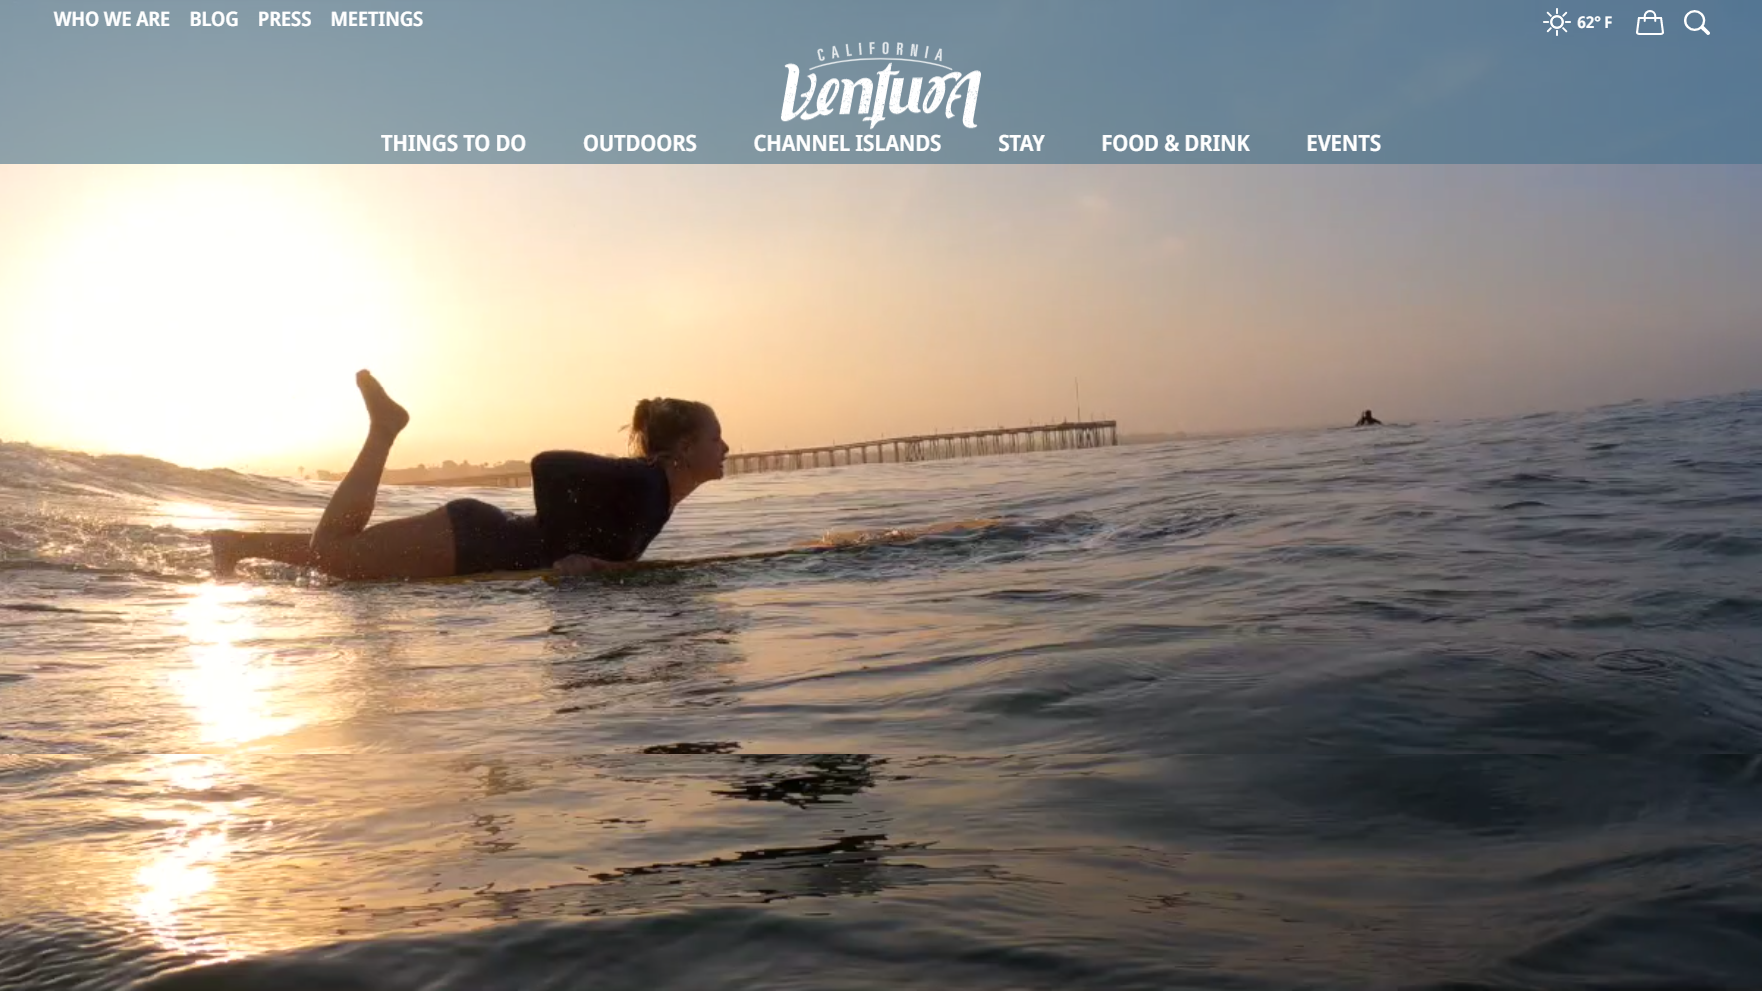 WHO WE ARE BLOG PRESS MEETINGS
62° F
CALIFORNIA
Ventura
THINGS TO DO OUTDOORS CHANNEL ISLANDS STAY FOOD & DRINK EVENTS